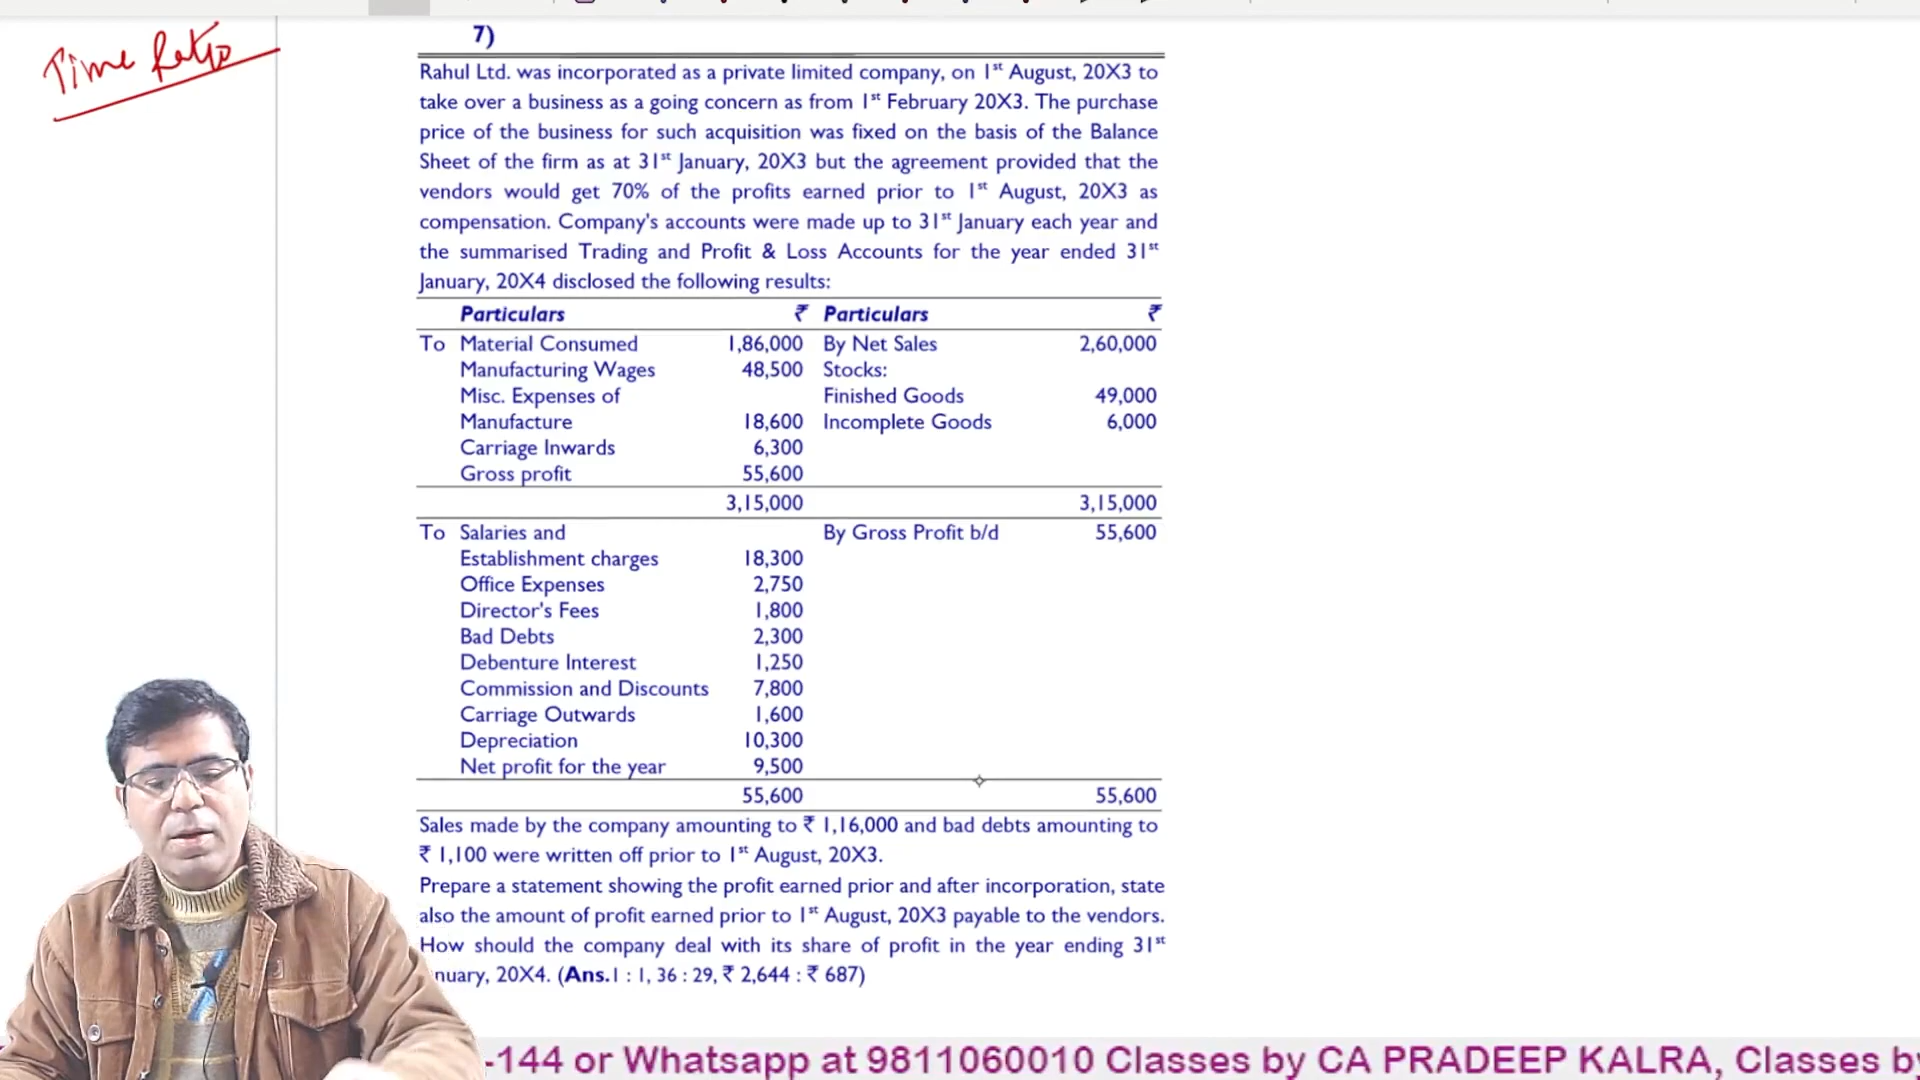 Time Ratio
7)
Rahul Ltd. was incorporated as a private limited company, on 1st August, 20X3 to
take over a business as a going concern as from 1st February 20X3. The purchase
price of the business for such acquisition was fixed on the basis of the Balance
Sheet of the firm as at 31st January, 20X3 but the agreement provided that the
vendors would get 70% of the profits earned prior to 1st August, 20X3 as
compensation. Company's accounts were made up to 31st January each year and
the summarised Trading and Profit & Loss Accounts for the year ended 31st
January, 20X4 disclosed the following results:
Particulars ₹ Particulars ₹
To Material Consumed 1,86,000 By Net Sales 2,60,000
Manufacturing Wages 48,500 Stocks:
Misc. Expenses of Finished Goods 49,000
Manufacture 18,600 Incomplete Goods 6,000
Carriage Inwards 6,300
Gross profit 55,600
3,15,000 3,15,000
To Salaries and By Gross Profit b/d 55,600
Establishment charges 18,300
Office Expenses 2,750
Director's Fees 1,800
Bad Debts 2,300
Debenture Interest 1,250
Commission and Discounts 7,800
Carriage Outwards 1,600
Depreciation 10,300
Net profit for the year 9,500
55,600 55,600
Sales made by the company amounting to ₹ 1,16,000 and bad debts amounting to
₹ 1,100 were written off prior to 1st August, 20X3.
Prepare a statement showing the profit earned prior and after incorporation, state
also the amount of profit earned prior to 1st August, 20X3 payable to the vendors.
How should the company deal with its share of profit in the year ending 31st
nuary, 20X4. (Ans.1 : 1, 36 : 29, ₹ 2,644 : ₹ 687)
-144 or Whatsapp at 9811060010 Classes by CA PRADEEP KALRA, Classes by